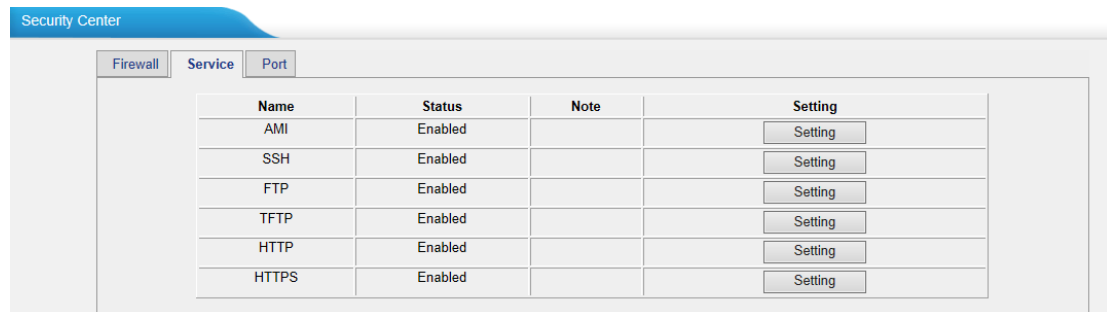 Security Center
Firewall Service Port
Name Status Note Setting
AMI Enabled Setting
SSH Enabled Setting
FTP Enabled Setting
TFTP Enabled Setting
HTTP Enabled Setting
HTTPS Enabled Setting